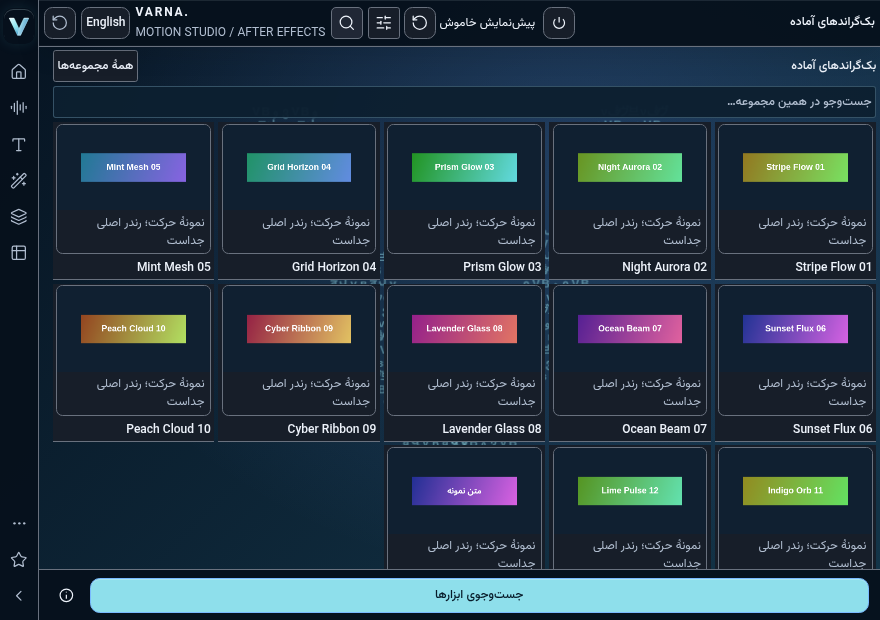 English
VARNA.
MOTION STUDIO / AFTER EFFECTS
پیش‌نمایش خاموش
بک‌گراندهای آماده
بک‌گراندهای آماده
همهٔ مجموعه‌ها
جست‌وجو در همین مجموعه…
Stripe Flow 01
نمونهٔ حرکت؛ رندر اصلی
جداست
Stripe Flow 01
Night Aurora 02
نمونهٔ حرکت؛ رندر اصلی
جداست
Night Aurora 02
Prism Glow 03
نمونهٔ حرکت؛ رندر اصلی
جداست
Prism Glow 03
Grid Horizon 04
نمونهٔ حرکت؛ رندر اصلی
جداست
Grid Horizon 04
Mint Mesh 05
نمونهٔ حرکت؛ رندر اصلی
جداست
Mint Mesh 05
Sunset Flux 06
نمونهٔ حرکت؛ رندر اصلی
جداست
Sunset Flux 06
Ocean Beam 07
نمونهٔ حرکت؛ رندر اصلی
جداست
Ocean Beam 07
Lavender Glass 08
نمونهٔ حرکت؛ رندر اصلی
جداست
Lavender Glass 08
Cyber Ribbon 09
نمونهٔ حرکت؛ رندر اصلی
جداست
Cyber Ribbon 09
Peach Cloud 10
نمونهٔ حرکت؛ رندر اصلی
جداست
Peach Cloud 10
Indigo Orb 11
نمونهٔ حرکت؛ رندر اصلی
جداست
Lime Pulse 12
نمونهٔ حرکت؛ رندر اصلی
جداست
متن نمونه
نمونهٔ حرکت؛ رندر اصلی
جداست
جست‌وجوی ابزارها